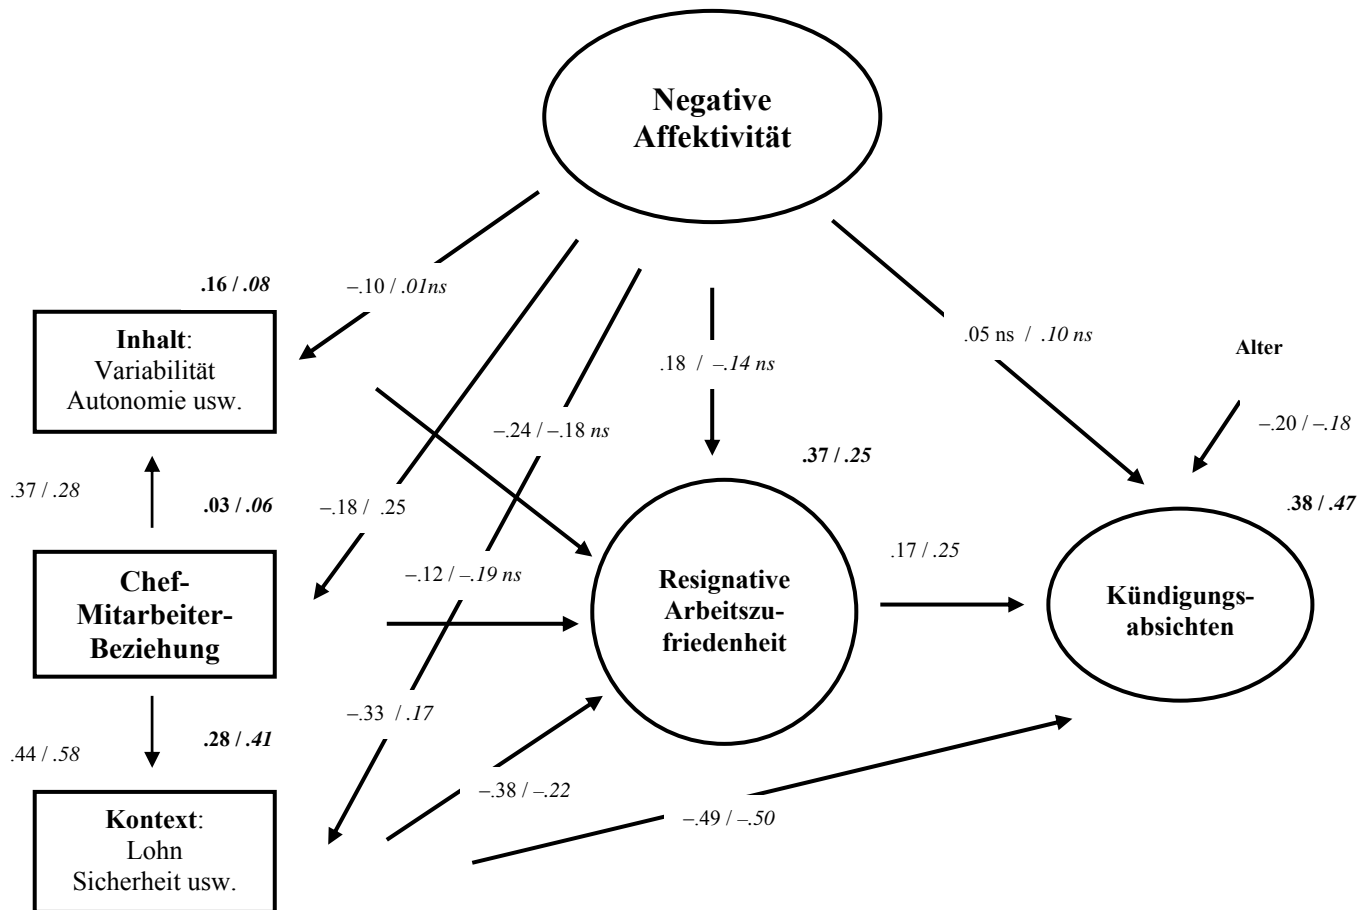 Negative
Affektivität
.16 / .08
–.10 / .01ns
Inhalt:
Variabilität
Autonomie usw.
.05 ns / .10 ns
Alter
.18 / –.14 ns
–.20 / –.18
–.24 / –.18 ns
.37 / .25
.37 / .28
.03 / .06
–.18 / .25
.38 / .47
Chef-
Mitarbeiter-
Beziehung
–.12 / –.19 ns
Resignative
Arbeitszu-
friedenheit
.17 / .25
Kündigungs-
absichten
–.33 / .17
.44 / .58
.28 / .41
–.38 / –.22
–.49 / –.50
Kontext:
Lohn
Sicherheit usw.